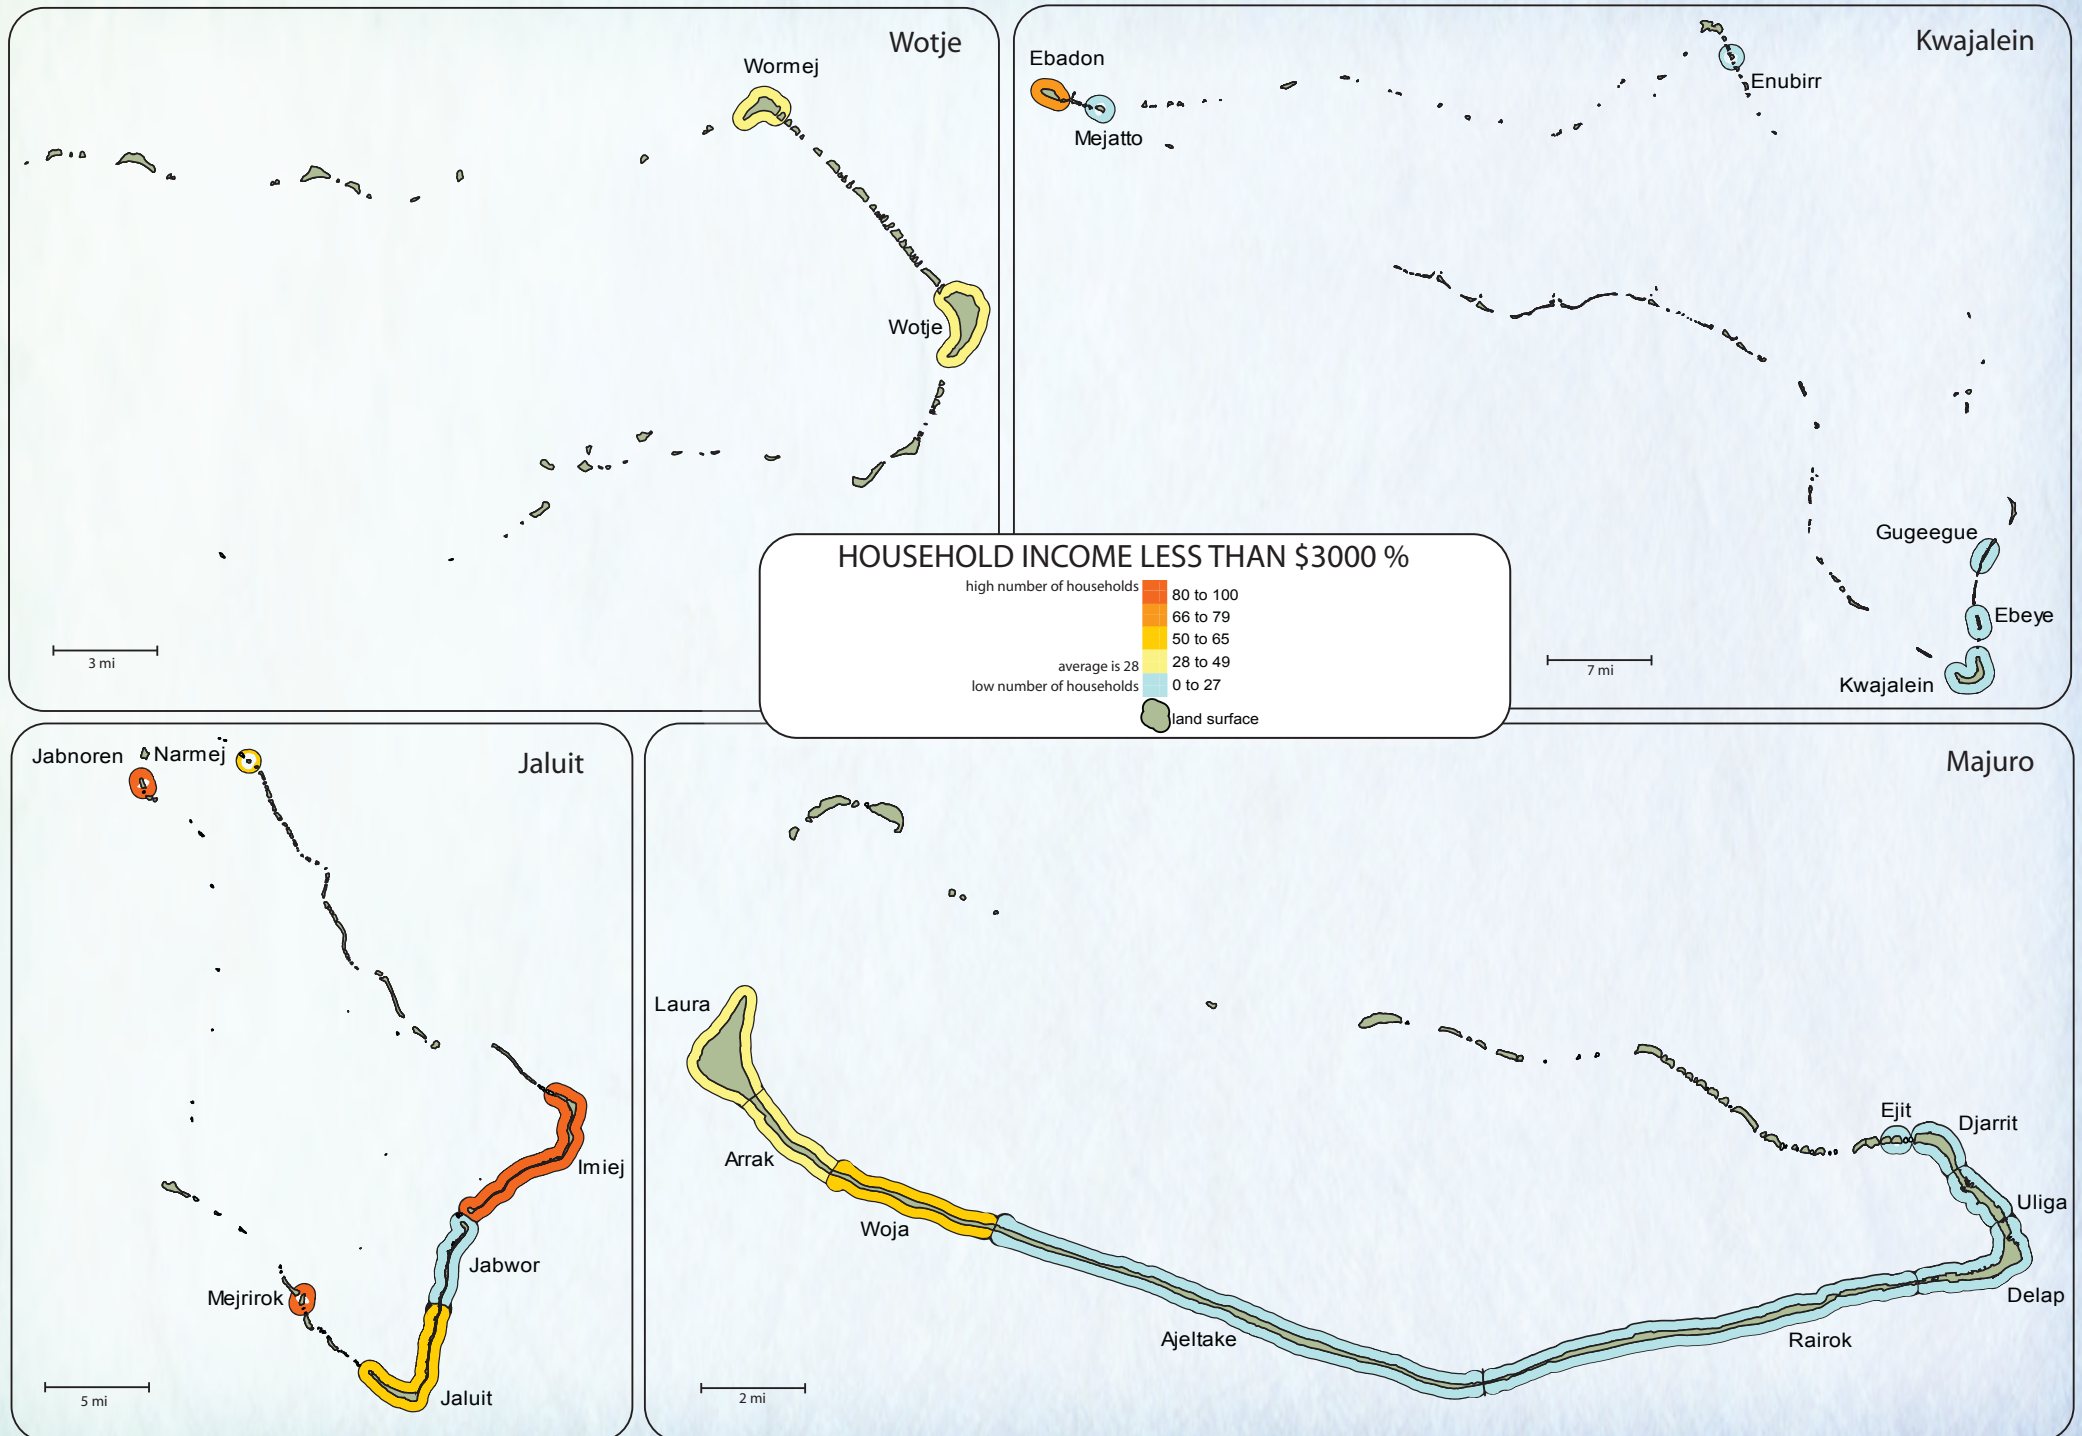 Wotje
Wormej
Wotje
3 mi
Kwajalein
Ebadon
Mejatto
Enubirr
Gugeegue
Ebeye
Kwajalein
7 mi
HOUSEHOLD INCOME LESS THAN $3000 %
high number of households
80 to 100
66 to 79
50 to 65
average is 28
28 to 49
low number of households
0 to 27
land surface
Jaluit
Jabnoren
Narmej
Imiej
Jabwor
Mejrirok
Jaluit
5 mi
Majuro
Laura
Arrak
Woja
Ajeltake
Rairok
Delap
Uliga
Djarrit
Ejit
2 mi